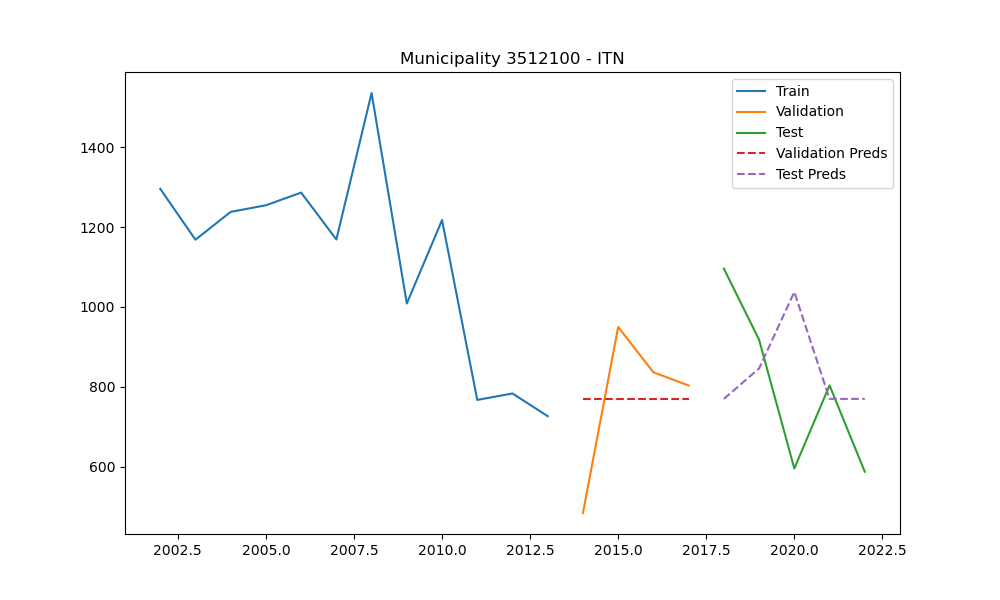 Municipality 3512100 - ITN
Train
Validation
Test
Validation Preds
Test Preds
1400
1200
1000
800
600
2002.5 2005.0 2007.5 2010.0 2012.5 2015.0 2017.5 2020.0 2022.5